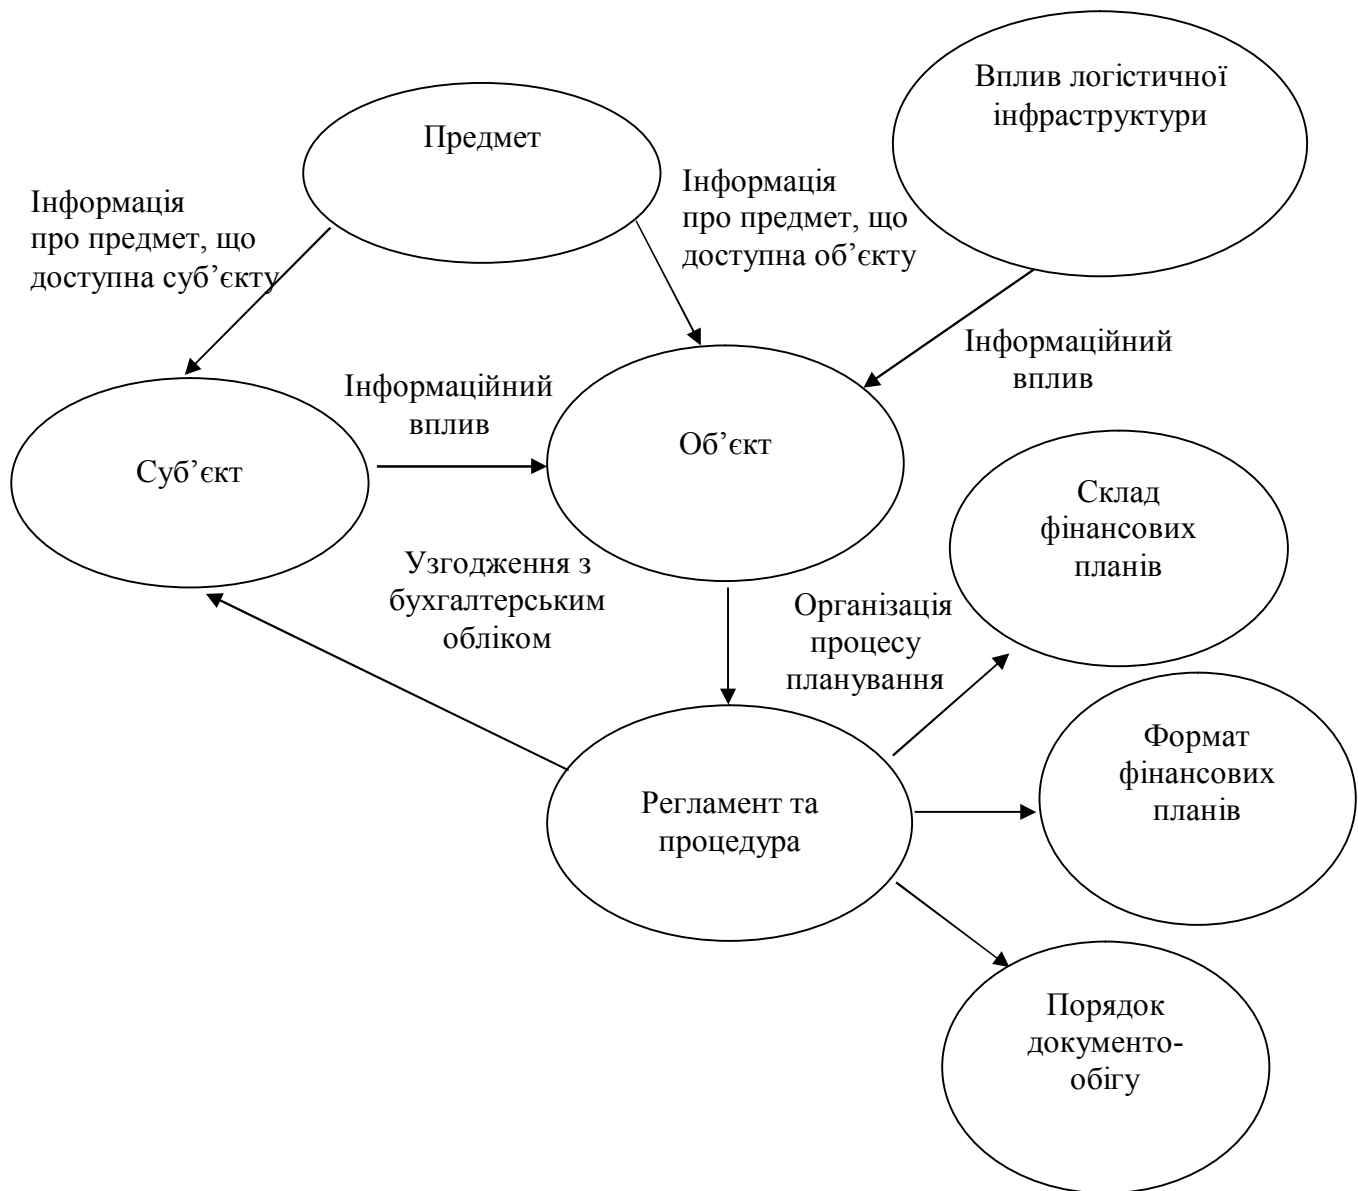 Вплив логістичної
інфраструктури
Предмет
Інформація
про предмет, що
доступна суб’єкту
Інформація
про предмет, що
доступна об’єкту
Інформаційний
вплив
Інформаційний
вплив
Суб’єкт
Об’єкт
Склад
фінансових
планів
Узгодження з
бухгалтерським
обліком
Організація
процесу
планування
Формат
фінансових
планів
Регламент та
процедура
Порядок
документо-
обігу